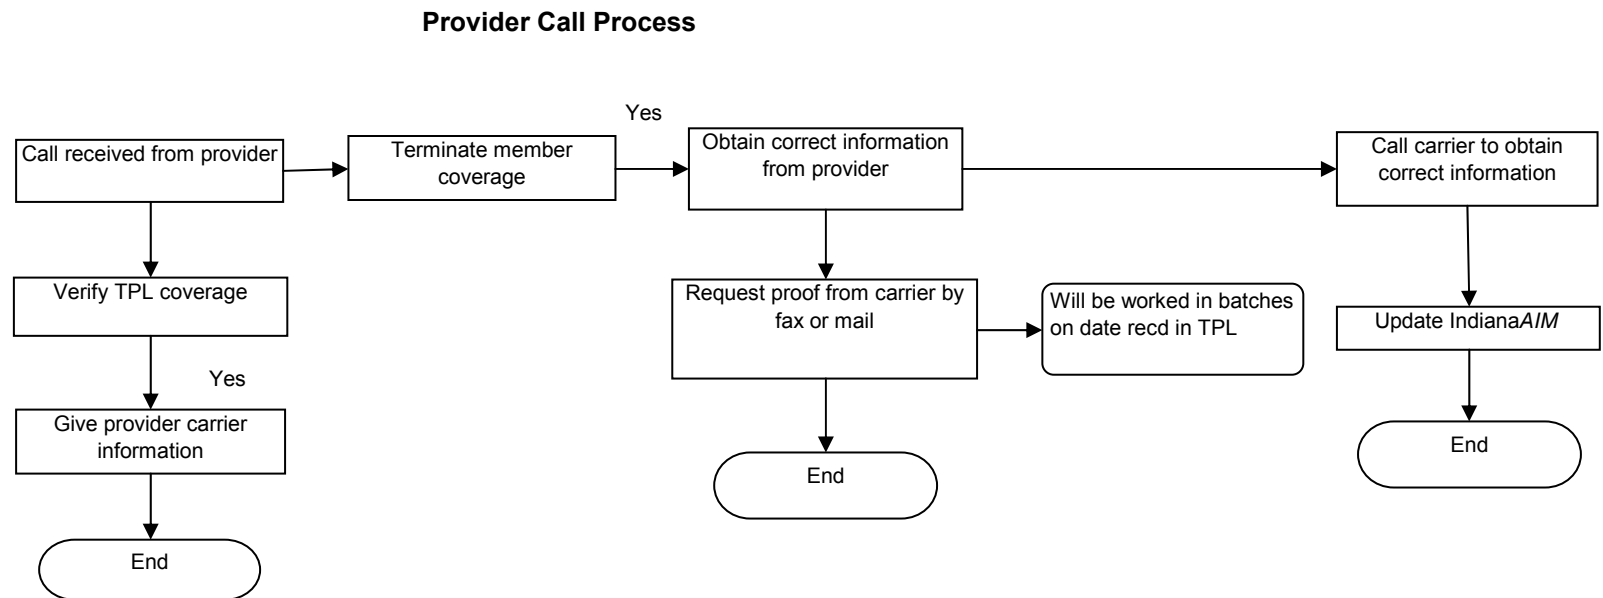 Provider Call Process
Yes
Call received from provider
Terminate member
coverage
Obtain correct information
from provider
Call carrier to obtain
correct information
Verify TPL coverage
Request proof from carrier by
fax or mail
Will be worked in batches
on date recd in TPL
Update IndianaAIM
Yes
Give provider carrier
information
End
End
End